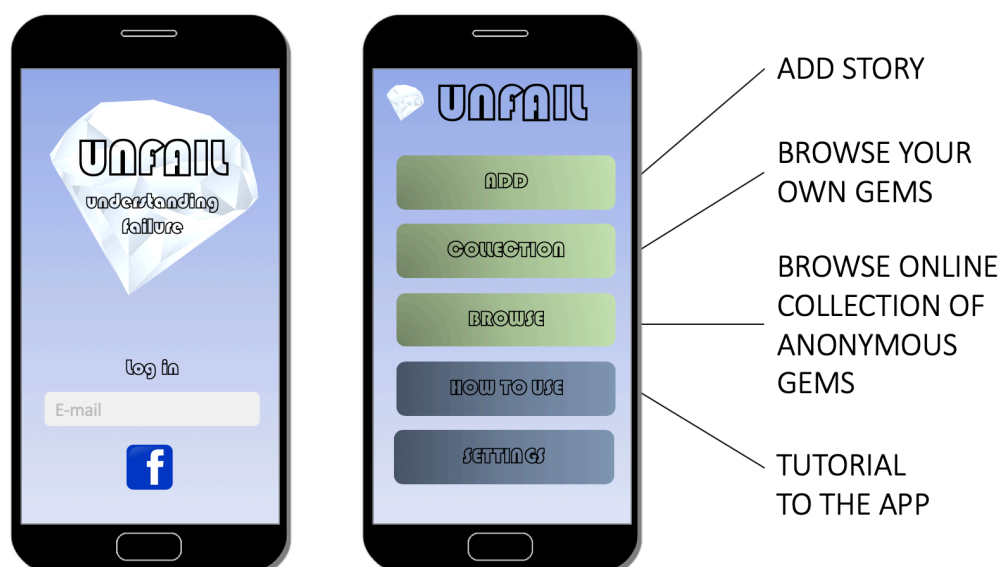 UNFAIL
understanding
failure
Log in
E-mail
f
UNFAIL
ADD
COLLECTION
BROWSE
HOW TO USE
SETTINGS
ADD STORY
BROWSE YOUR
OWN GEMS
BROWSE ONLINE
COLLECTION OF
ANONYMOUS
GEMS
TUTORIAL
TO THE APP